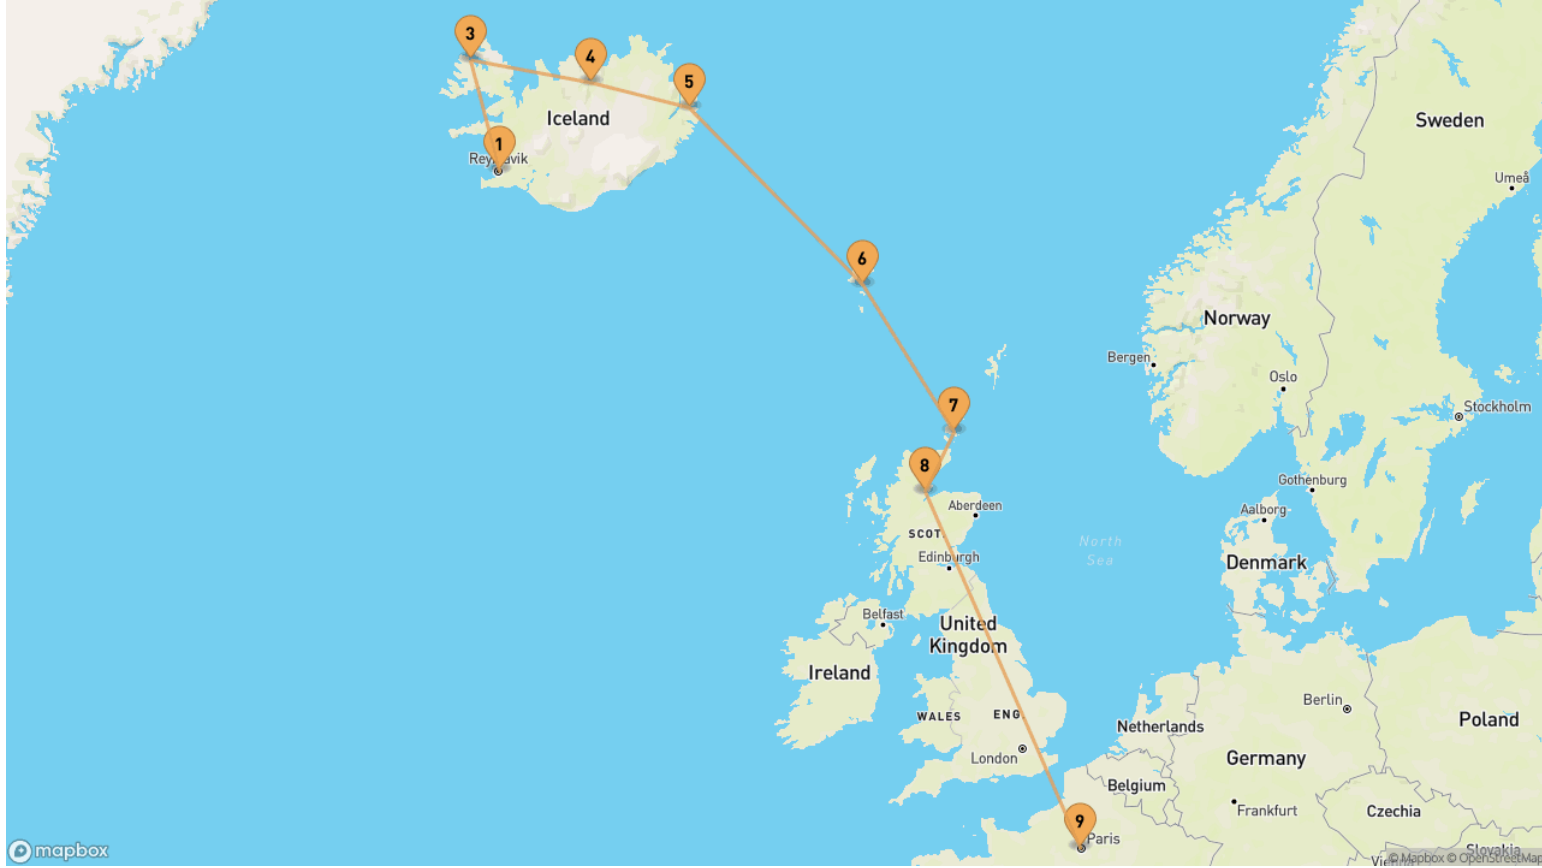 3
4
5
Iceland
Sweden
1
Umeå
6
Norway
Bergen
Oslo
7
Stockholm
8
Gothenburg
Aberdeen
Aalborg
SCOT
North
Sea
Edinburgh
Denmark
Belfast
United
Kingdom
Ireland
Berlin
WALES
ENG.
Netherlands
Poland
London
Germany
Belgium
9
Frankfurt
Czechia
Paris
Slovakia
mapbox
© Mapbox © OpenStreetMap